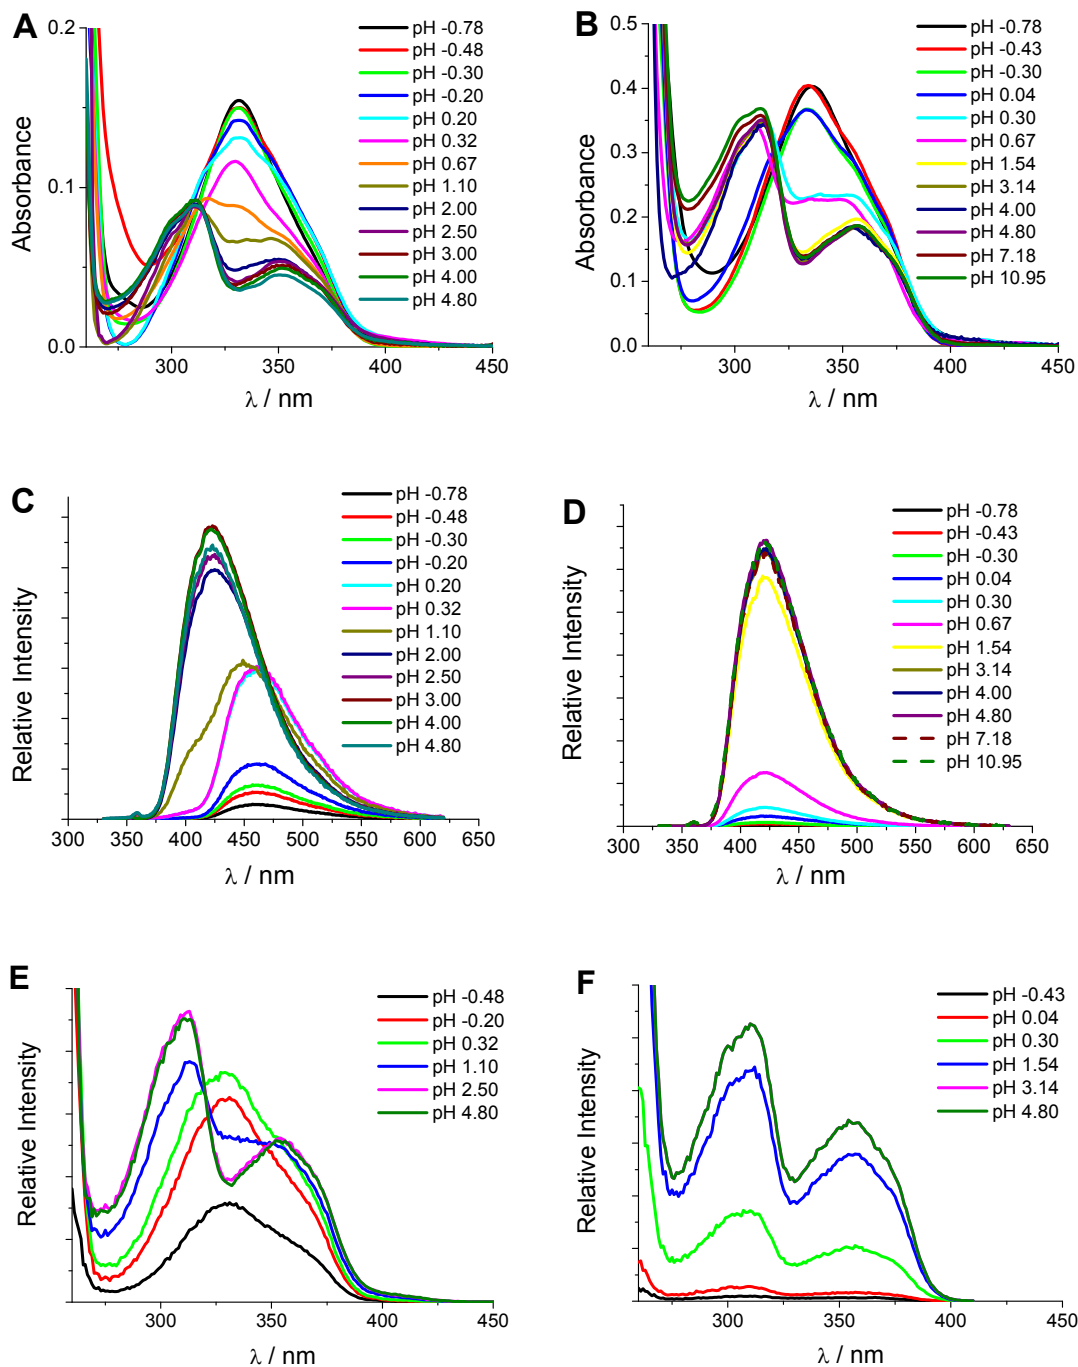 A
0.2
0.1
0.0
Absorbance
300
350
400
450
λ / nm
pH -0.78
pH -0.48
pH -0.30
pH -0.20
pH 0.20
pH 0.32
pH 0.67
pH 1.10
pH 2.00
pH 2.50
pH 3.00
pH 4.00
pH 4.80
B
0.5
0.4
0.3
0.2
0.1
0.0
Absorbance
300
350
400
450
λ / nm
pH -0.78
pH -0.43
pH -0.30
pH 0.04
pH 0.30
pH 0.67
pH 1.54
pH 3.14
pH 4.00
pH 4.80
pH 7.18
pH 10.95
C
Relative Intensity
300
350
400
450
500
550
600
650
λ / nm
pH -0.78
pH -0.48
pH -0.30
pH -0.20
pH 0.20
pH 0.32
pH 1.10
pH 2.00
pH 2.50
pH 3.00
pH 4.00
pH 4.80
D
Relative Intensity
300
350
400
450
500
550
600
650
λ / nm
pH -0.78
pH -0.43
pH -0.30
pH 0.04
pH 0.30
pH 0.67
pH 1.54
pH 3.14
pH 4.00
pH 4.80
pH 7.18
pH 10.95
E
Relative Intensity
300
350
400
450
λ / nm
pH -0.48
pH -0.20
pH 0.32
pH 1.10
pH 2.50
pH 4.80
F
Relative Intensity
300
350
400
450
λ / nm
pH -0.43
pH 0.04
pH 0.30
pH 1.54
pH 3.14
pH 4.80